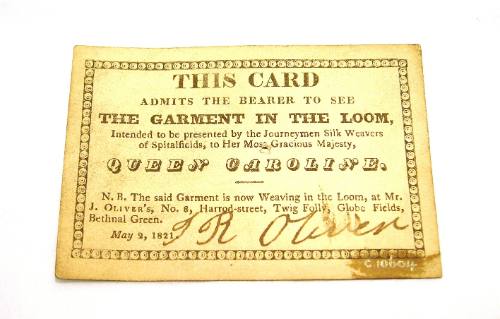 THIS CARD
ADMITS THE BEARER TO SEE
THE GARMENT IN THE LOOM,
Intended to be presented by the Journeymen Silk Weavers
of Spitalfields, to Her Most Gracious Majesty,
QUEEN CAROLINE.
N. B. The said Garment is now Weaving in the Loom, at Mr.
J. OLIVER'S, No. 8, Harrod-street, Twig Folly, Globe Fields,
Bethnal Green.
May 2, 1821 J R Oliver